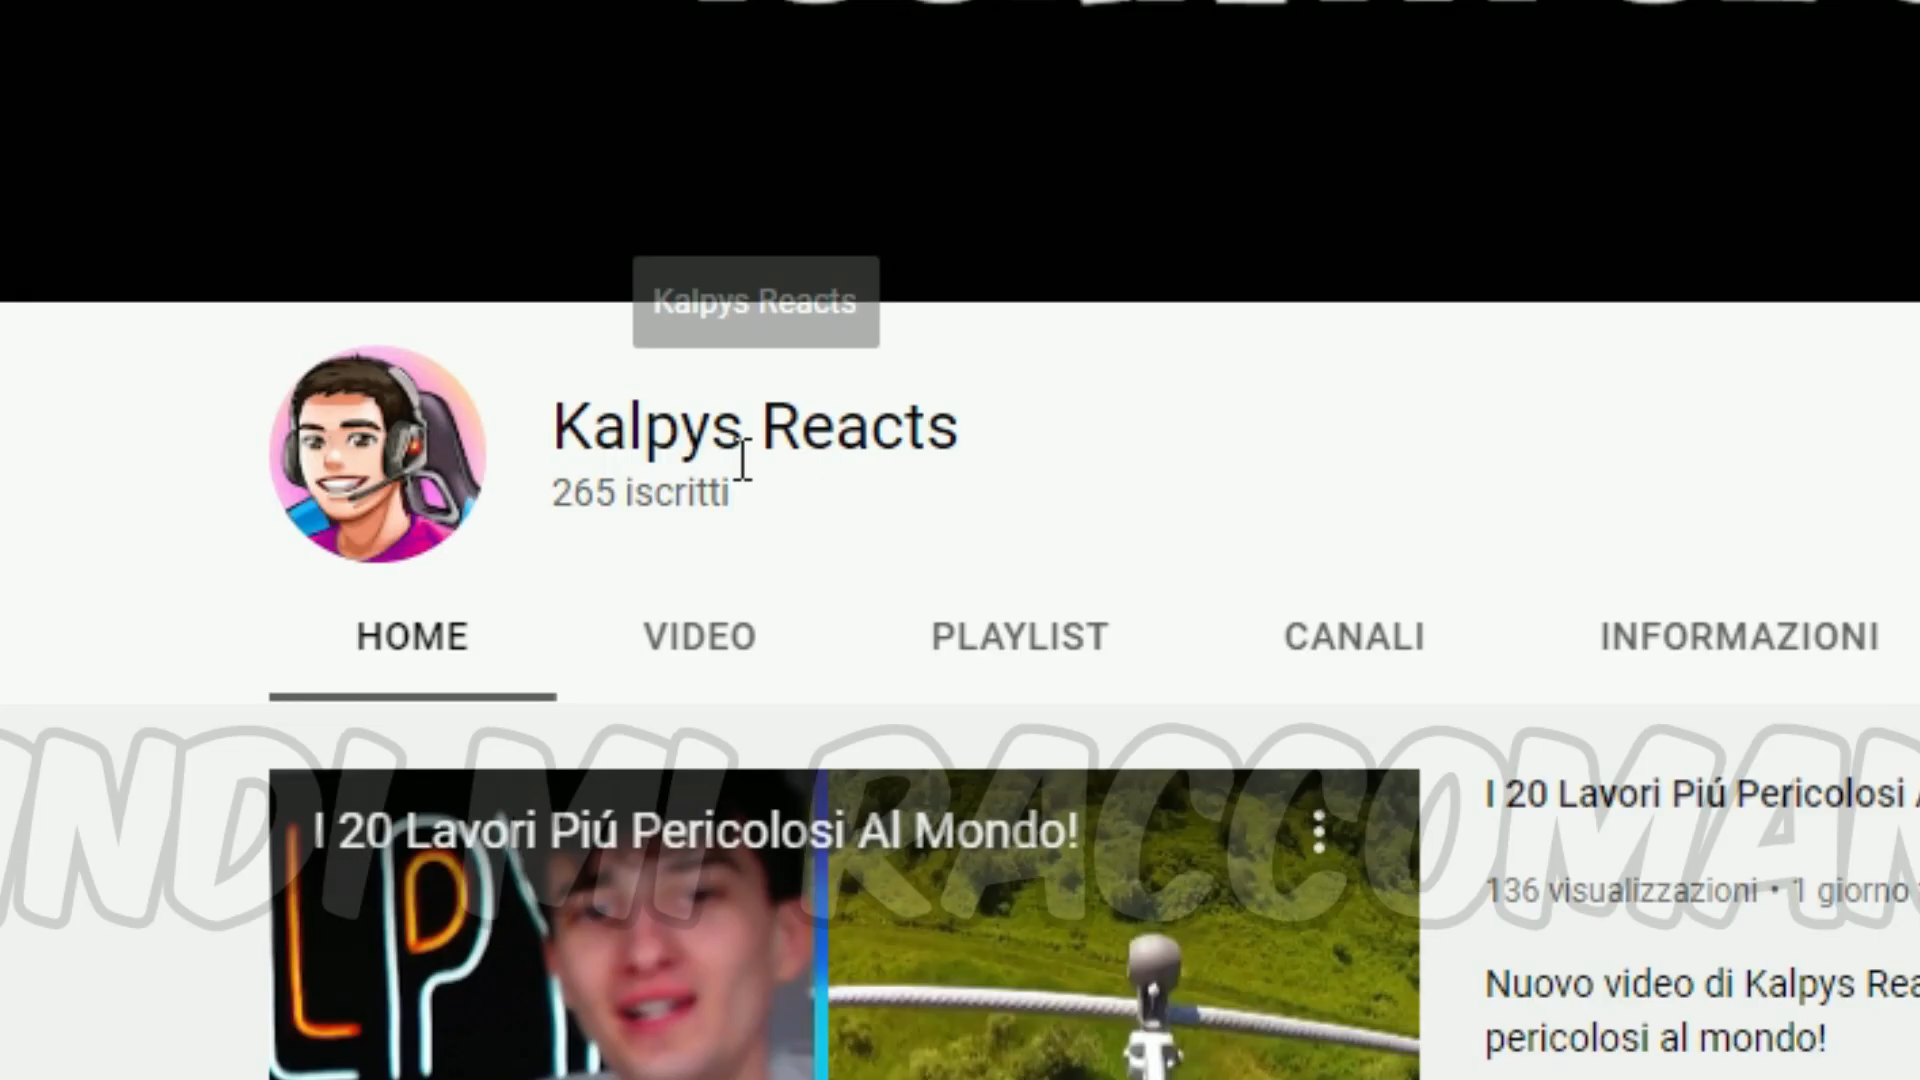 Kalpys Reacts
Kalpys Reacts
265 iscritti
HOME VIDEO PLAYLIST CANALI INFORMAZIONI
MI
I 20 Lavori Piú Pericolosi Al Mondo!
I 20 Lavori Piú Pericolosi
136 visualizzazioni • 1 giorno
Nuovo video di Kalpys
pericolosi al mondo!